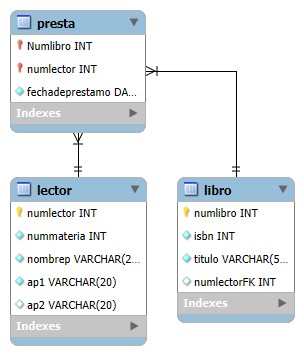 presta
Numlibro INT
numlector INT
fechadeprestamo DA...
Indexes
lector
numlector INT
nummateria INT
nombrep VARCHAR(2...
ap1 VARCHAR(20)
ap2 VARCHAR(20)
Indexes
libro
numlibro INT
isbn INT
titulo VARCHAR(5...
numlectorFK INT
Indexes